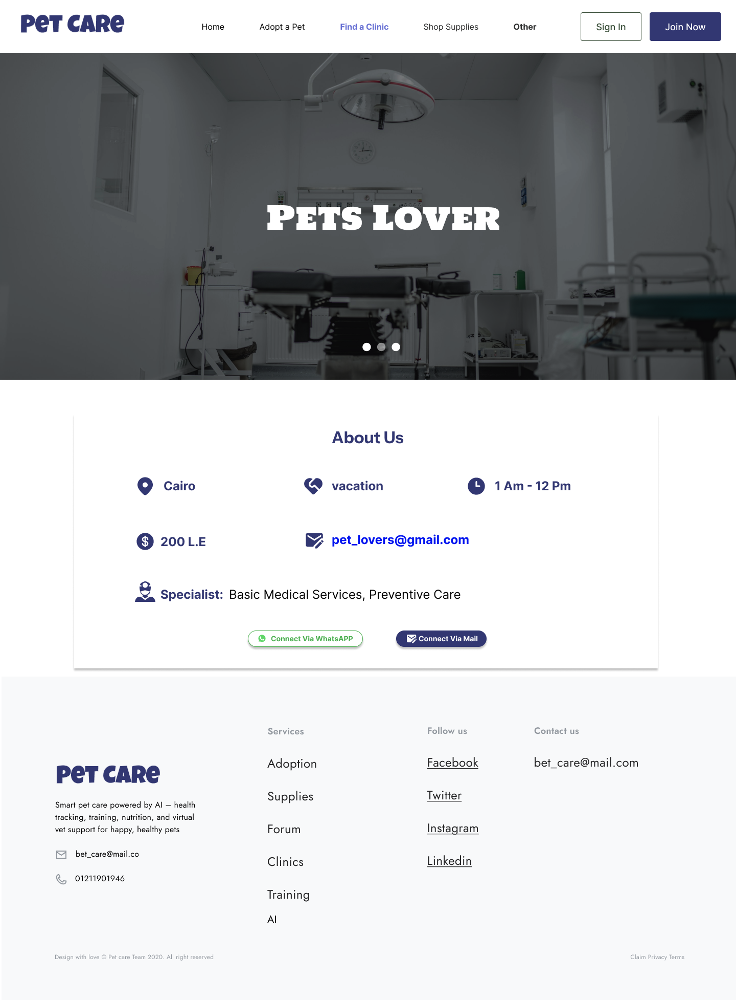 Pet Care
Home
Adopt a Pet
Find a Clinic
Shop Supplies
Other
Sign In
Join Now
Pets Lover
About Us
Cairo
vacation
1 Am - 12 Pm
200 L.E
pet_lovers@gmail.com
Specialist: Basic Medical Services, Preventive Care
Connect Via WhatsAPP
Connect Via Mail
Pet Care
Smart pet care powered by AI – health
tracking, training, nutrition, and virtual
vet support for happy, healthy pets
bet_care@mail.co
01211901946
Services
Adoption
Supplies
Forum
Clinics
Training
AI
Follow us
Facebook
Twitter
Instagram
Linkedin
Contact us
bet_care@mail.com
Design with love © Pet care Team 2020. All right reserved
Claim Privacy Terms